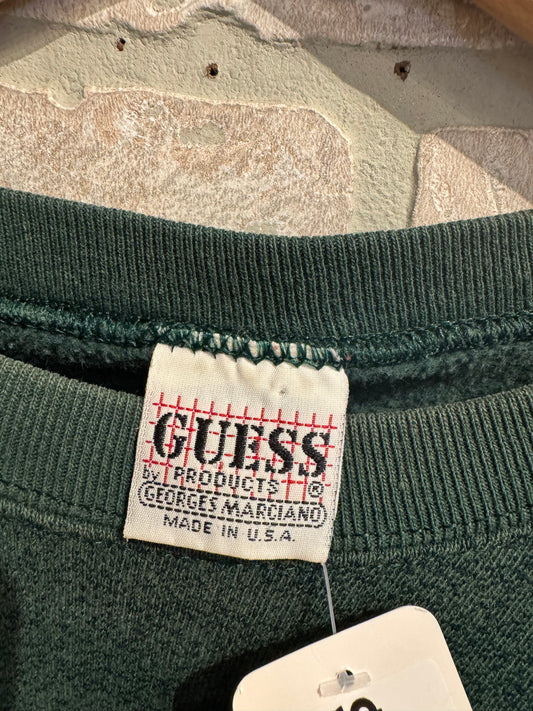 GUESS
by PRODUCTS ®
GEORGES MARCIANO
MADE IN U.S.A.